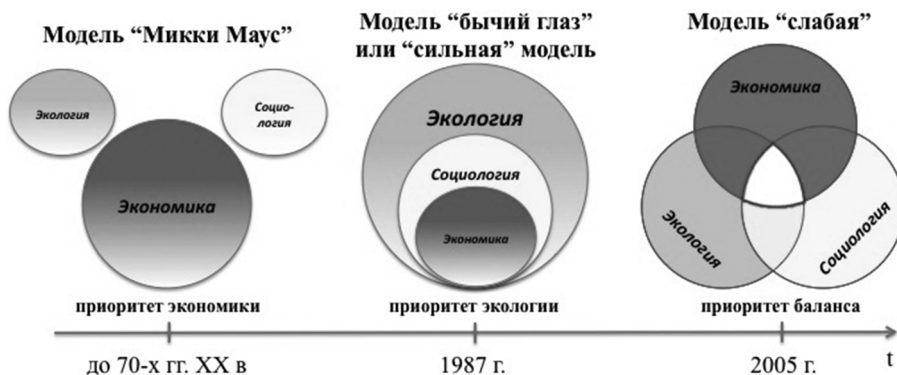 Модель “Микки Маус”
Экология
Социо-
логия
Экономика
приоритет экономики
Модель “бычий глаз”
или “сильная” модель
Экология
Социология
Экономика
приоритет экологии
Модель “слабая”
Экономика
Экология
Социология
приоритет баланса
до 70-х гг. XX в
1987 г.
2005 г.
t